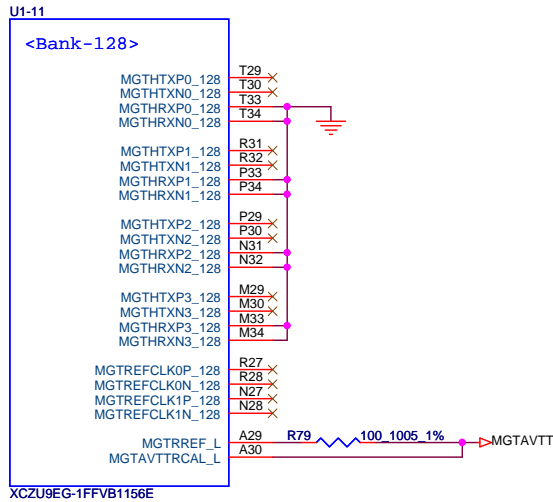 U1-11
<Bank-128>
MGTHTXP0_128 T29
MGTHTXN0_128 T30
MGTHRXP0_128 T33
MGTHRXN0_128 T34
MGTHTXP1_128 R31
MGTHTXN1_128 R32
MGTHRXP1_128 P33
MGTHRXN1_128 P34
MGTHTXP2_128 P29
MGTHTXN2_128 P30
MGTHRXP2_128 N31
MGTHRXN2_128 N32
MGTHTXP3_128 M29
MGTHTXN3_128 M30
MGTHRXP3_128 M33
MGTHRXN3_128 M34
MGTREFCLK0P_128 R27
MGTREFCLK0N_128 R28
MGTREFCLK1P_128 N27
MGTREFCLK1N_128 N28
MGTRREF_L A29 R79 100_1005_1% MGTAVTT
MGTAVTTRCAL_L A30
XCZU9EG-1FFVB1156E